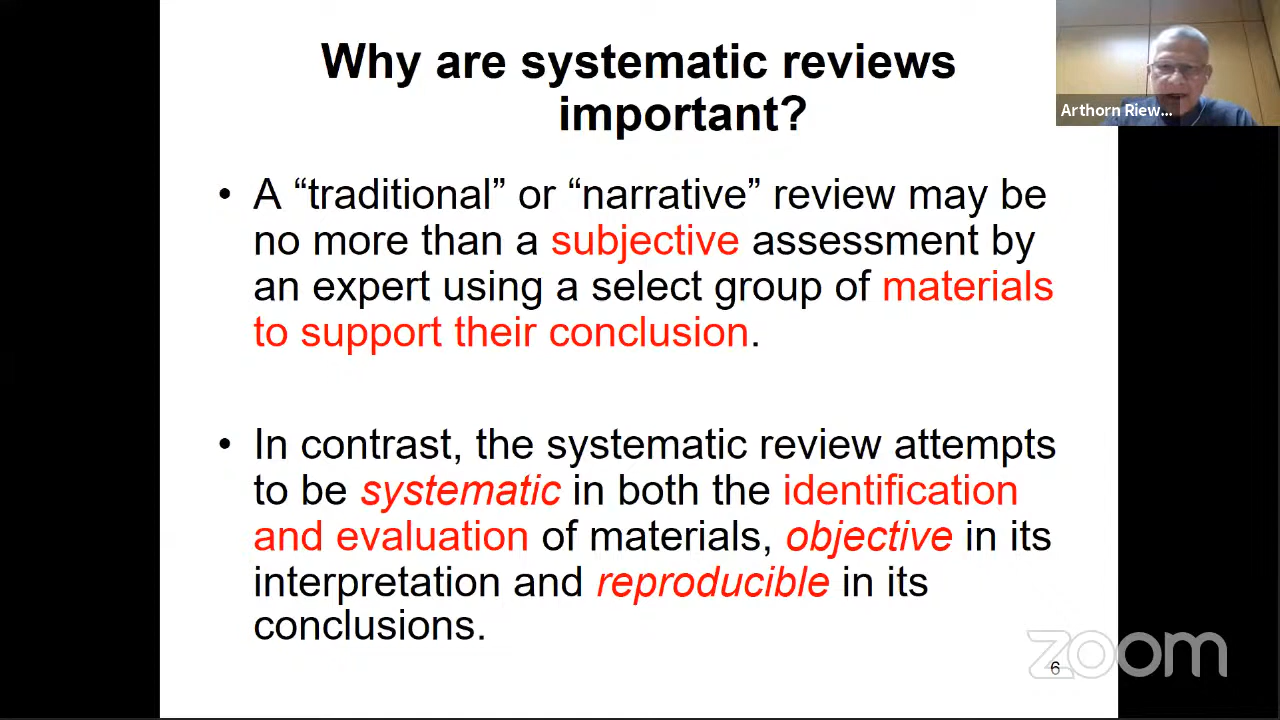 Why are systematic reviews
important?
Arthorn Riew...
• A “traditional” or “narrative” review may be
no more than a subjective assessment by
an expert using a select group of materials
to support their conclusion.
• In contrast, the systematic review attempts
to be systematic in both the identification
and evaluation of materials, objective in its
interpretation and reproducible in its
conclusions.
zoom
6